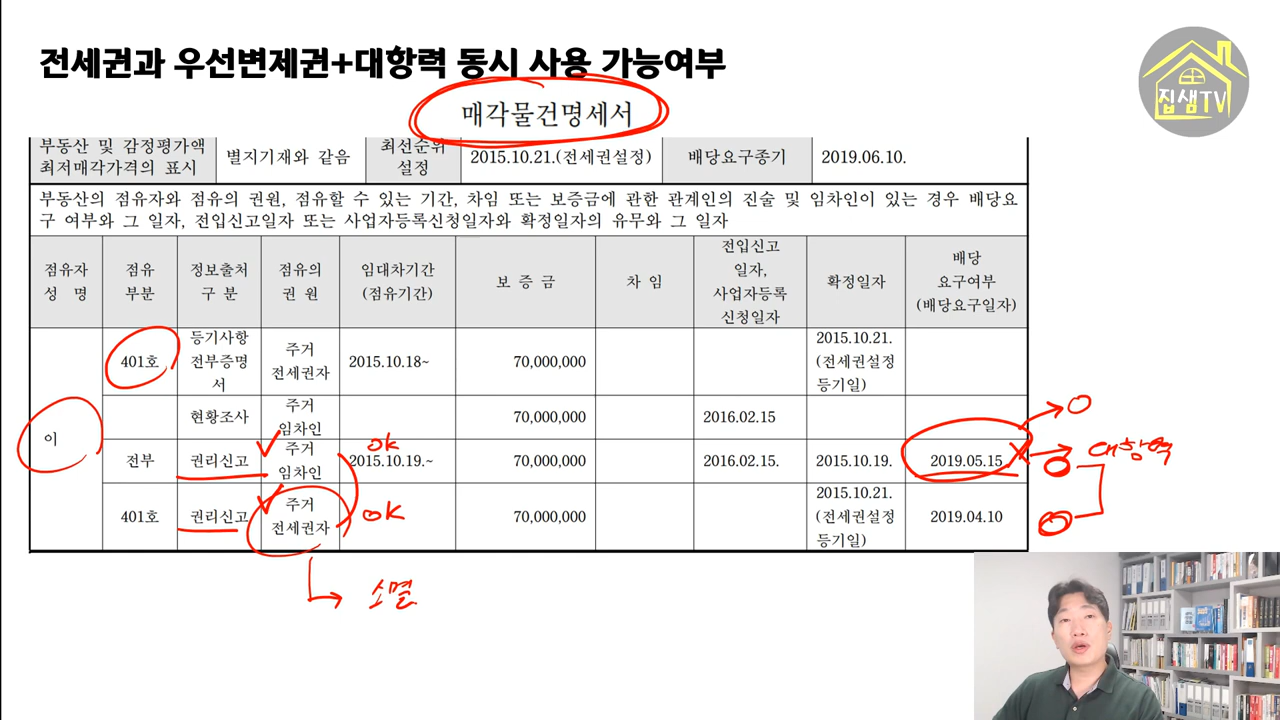 전세권과 우선변제권+대항력 동시 사용 가능여부
집샘TV
매각물건명세서
부동산 및 감정평가액
최저매각가격의 표시
별지기재와 같음
최선순위
설정
2015.10.21.(전세권설정)
배당요구종기
2019.06.10.
부동산의 점유자와 점유의 권원, 점유할 수 있는 기간, 차임 또는 보증금에 관한 관계인의 진술 및 임차인이 있는 경우 배당요
구 여부와 그 일자, 전입신고일자 또는 사업자등록신청일자와 확정일자의 유무와 그 일자
점유자
성 명
점유
부분
정보출처
구 분
점유의
권 원
임대차기간
(점유기간)
보 증 금
차 임
전입신고
일자,
사업자등록
신청일자
확정일자
배당
요구여부
(배당요구일자)
이
401호
등기사항
전부증명
서
주거
전세권자
2015.10.18~
70,000,000
2015.10.21.
(전세권설정
등기일)
현황조사
주거
임차인
70,000,000
2016.02.15
전부
권리신고
주거
임차인
ok
2015.10.19.~
70,000,000
2016.02.15.
2015.10.19.
2019.05.15
대항력
401호
권리신고
주거
전세권자
ok
70,000,000
2015.10.21.
(전세권설정
등기일)
2019.04.10
소멸